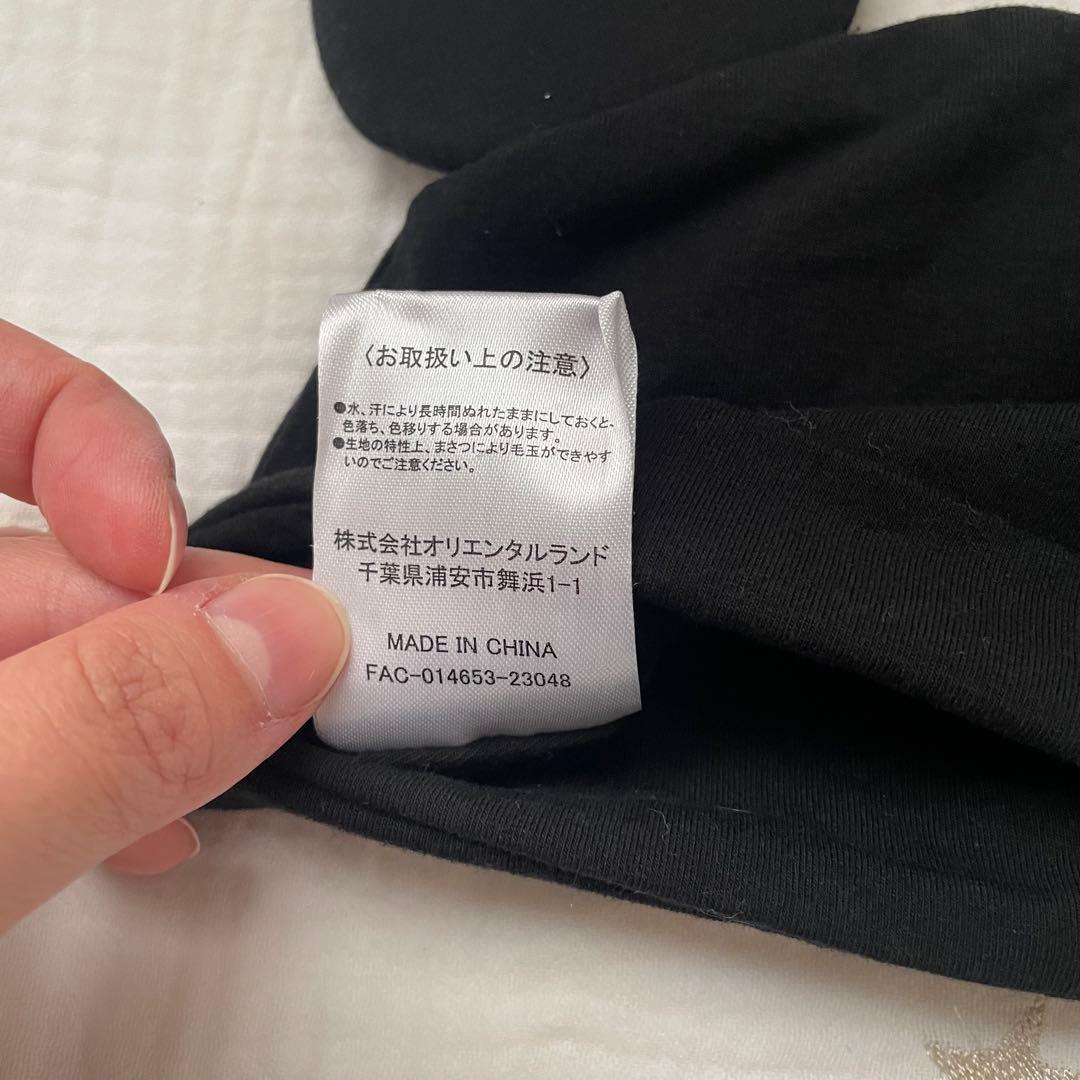 〈お取扱い上の注意〉
●水、汗により長時間ぬれたままにしておくと、
色落ち、色移りする場合があります。
●生地の特性上、まさつにより毛玉ができやす
いのでご注意ください。
株式会社オリエンタルランド
千葉県浦安市舞浜1-1
MADE IN CHINA
FAC-014653-23048